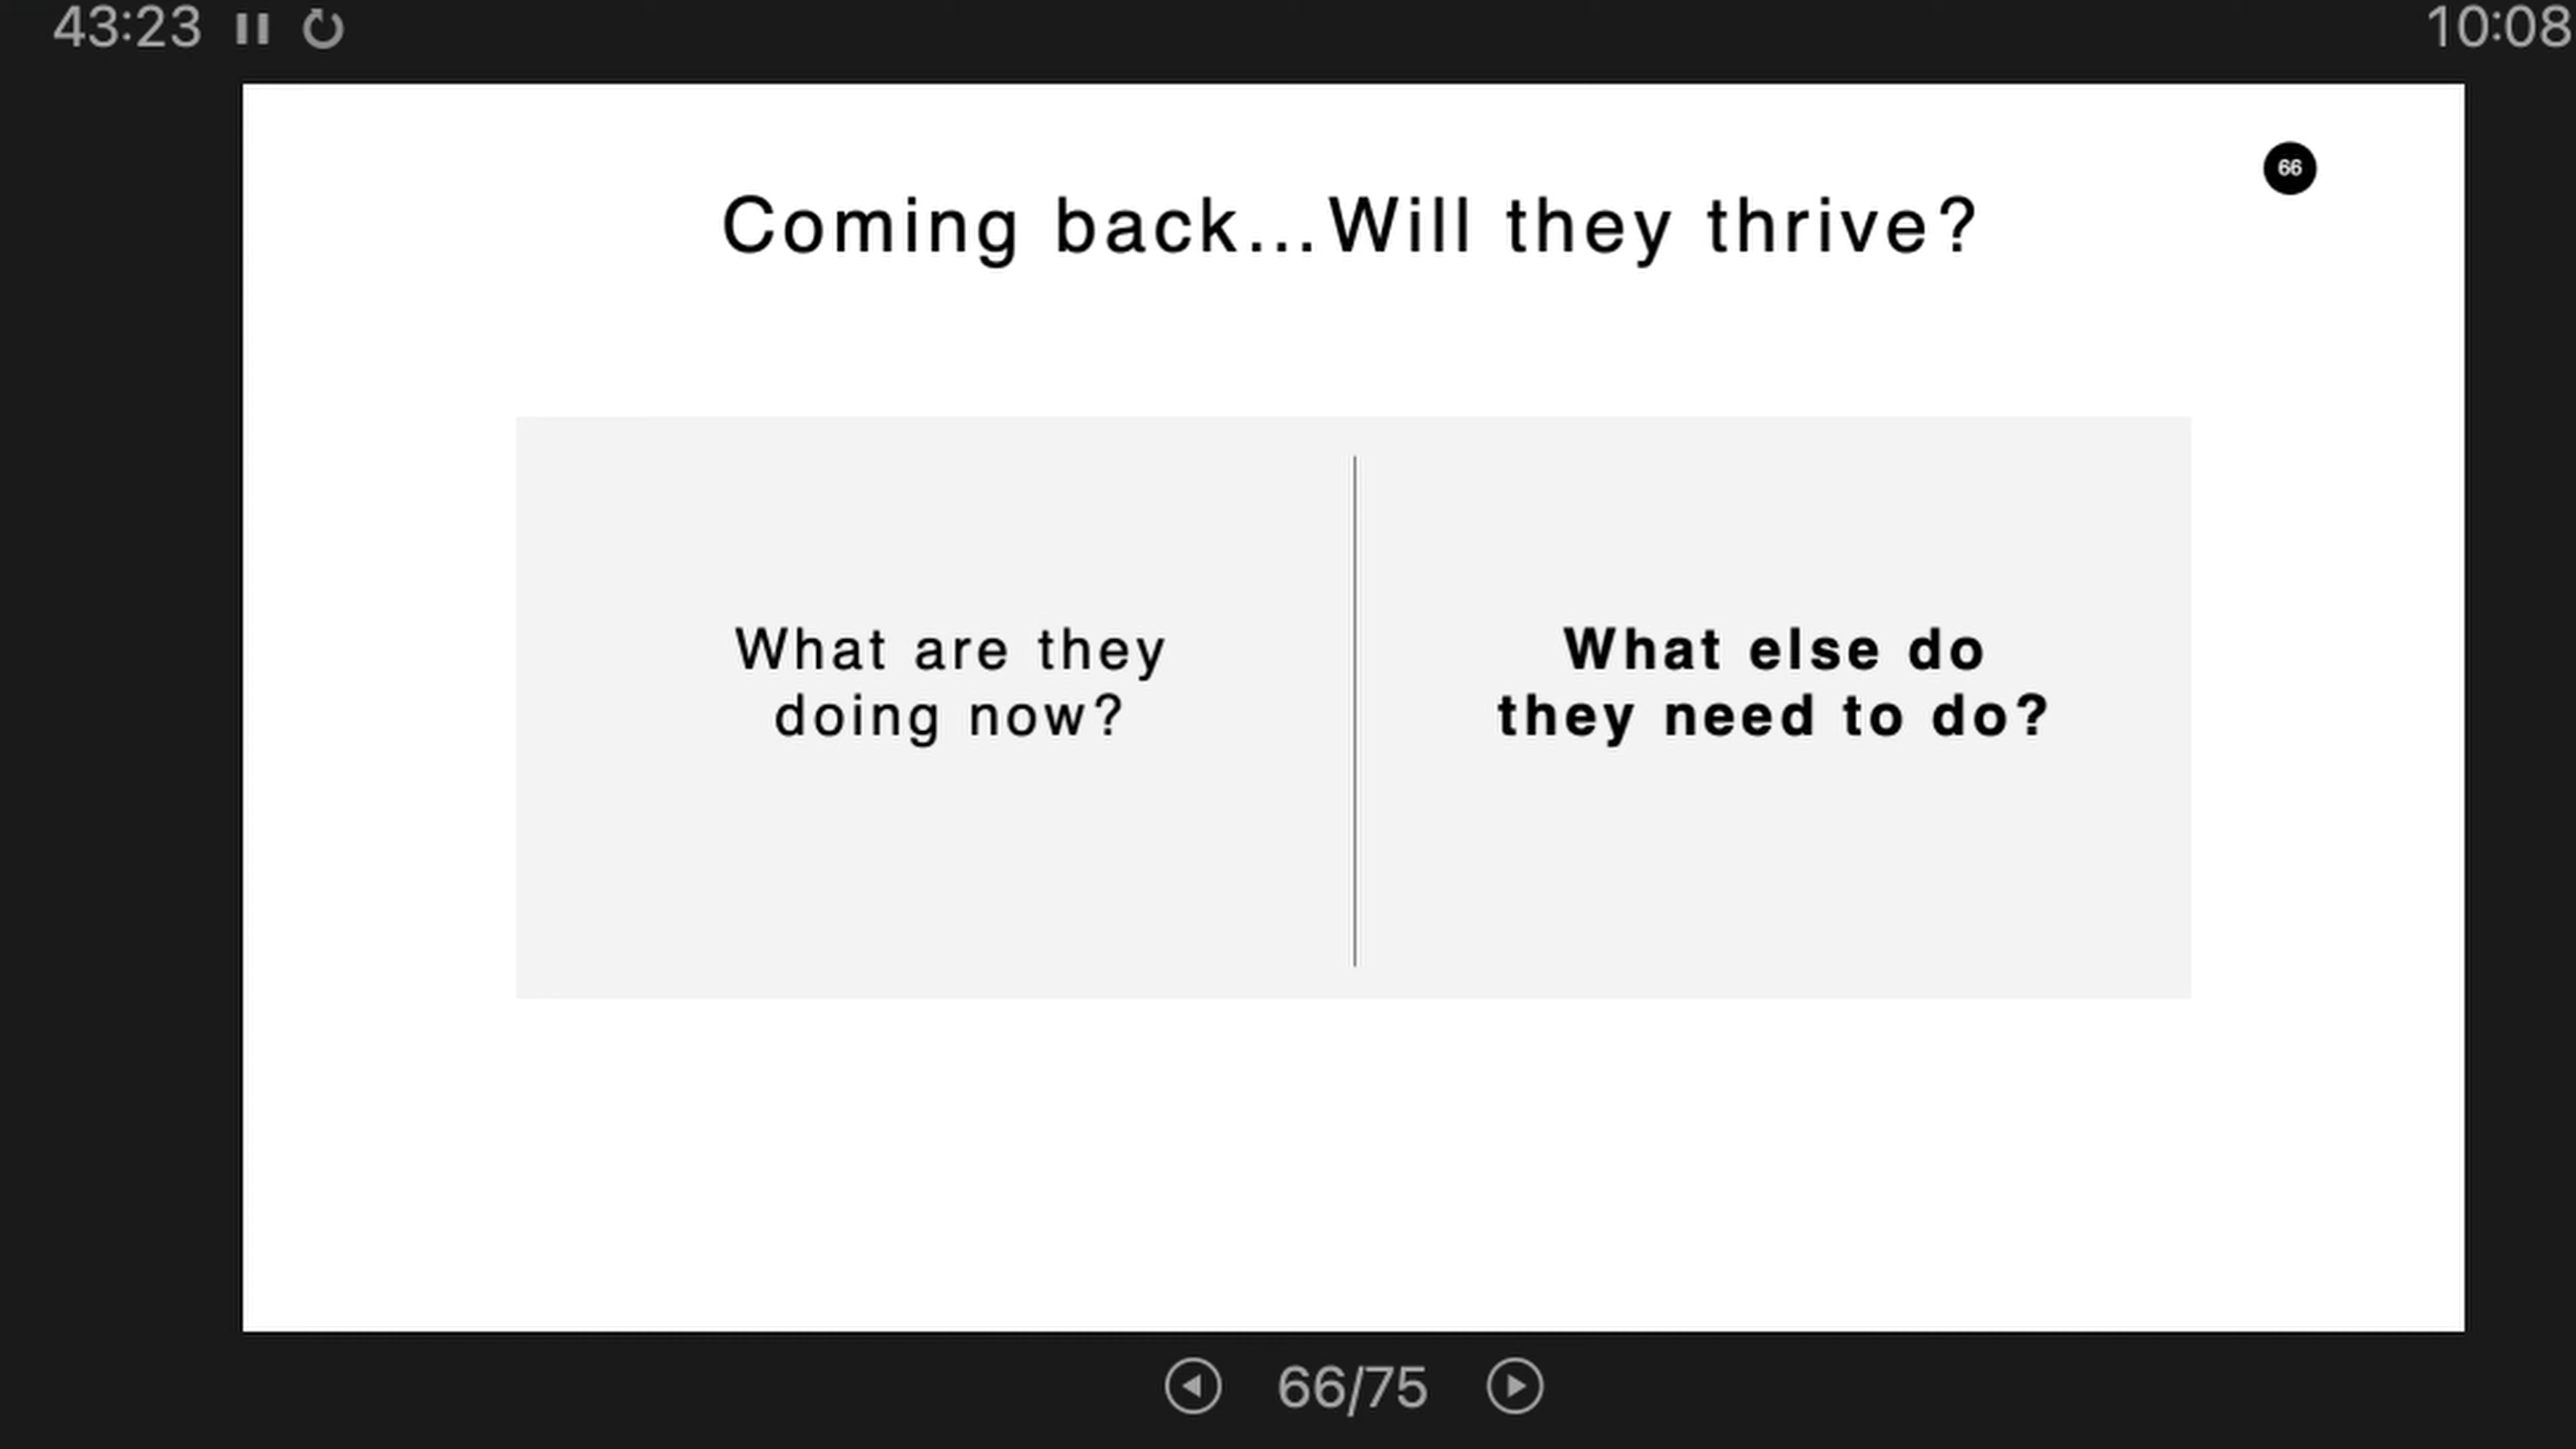 43:23
10:08
66
Coming back...Will they thrive?
What are they
doing now?
What else do
they need to do?
66/75